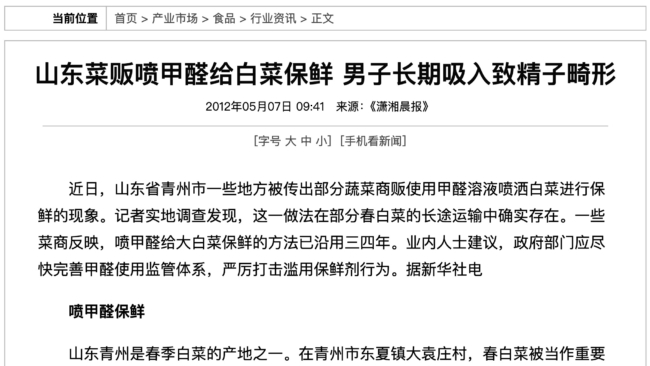 当前位置 首页 > 产业市场 > 食品 > 行业资讯 > 正文
山东菜贩喷甲醛给白菜保鲜 男子长期吸入致精子畸形
2012年05月07日 09:41 来源：《潇湘晨报》
[字号 大 中 小] [手机看新闻]
近日，山东省青州市一些地方被传出部分蔬菜商贩使用甲醛溶液喷洒白菜进行保
鲜的现象。记者实地调查发现，这一做法在部分春白菜的长途运输中确实存在。一些
菜商反映，喷甲醛给大白菜保鲜的方法已沿用三四年。业内人士建议，政府部门应尽
快完善甲醛使用监管体系，严厉打击滥用保鲜剂行为。据新华社电
喷甲醛保鲜
山东青州是春季白菜的产地之一。在青州市东夏镇大袁庄村，春白菜被当作重要